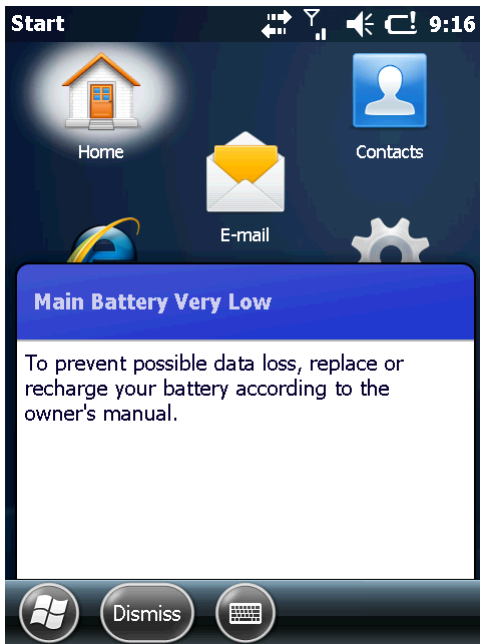 Start 9:16
Home
Contacts
E-mail
Main Battery Very Low
To prevent possible data loss, replace or
recharge your battery according to the
owner's manual.
Dismiss